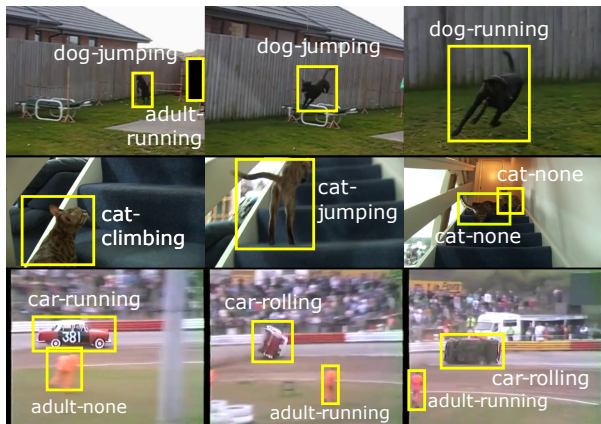 dog-jumping
adult-
running
dog-jumping
dog-running
cat-
climbing
cat-
jumping
cat-none
cat-none
car-running
381
adult-none
car-rolling
adult-running
car-rolling
adult-running